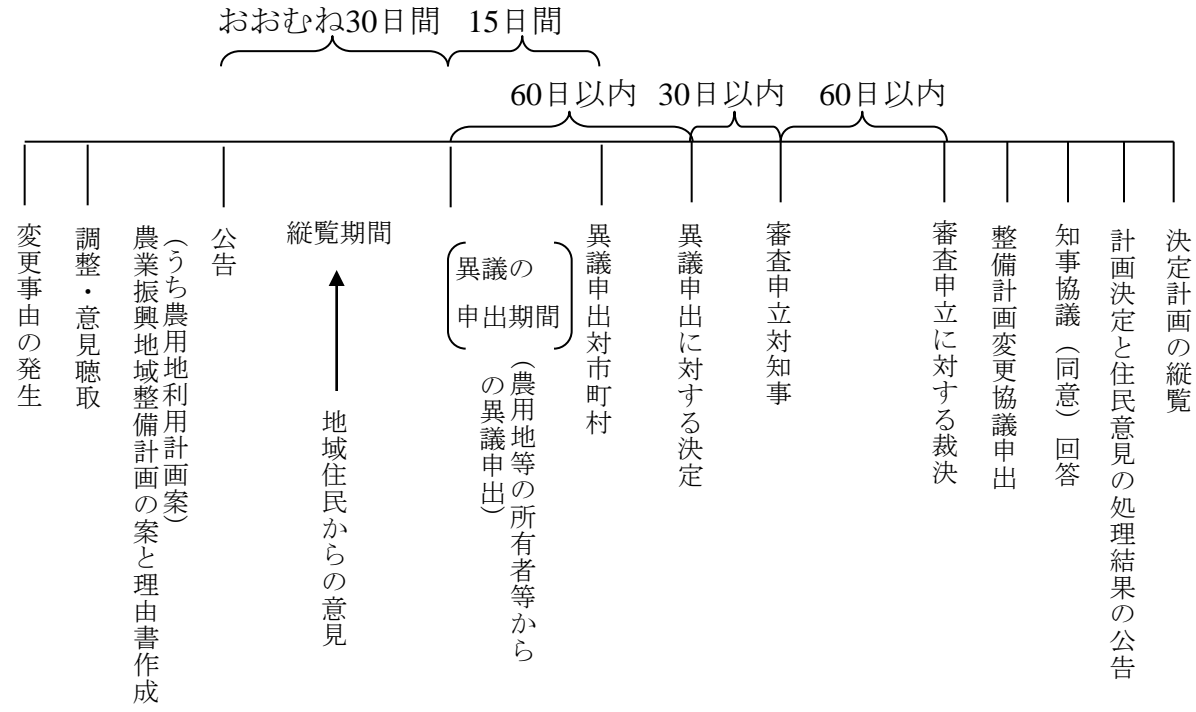 おおむね30日間
15日間
60日以内
30日以内
60日以内
変更事由の発生
調整・意見聴取
農業振興地域整備計画の案と理由書作成
(うち農用地利用計画案)
公告
縦覧期間
地域住民からの意見
異議の
申出期間
(農用地等の所有者等から
の異議申出)
異議申出対市町村
異議申出に対する決定
審査申立対知事
審査申立に対する裁決
整備計画変更協議申出
知事協議(同意)回答
計画決定と住民意見の処理結果の公告
決定計画の縦覧